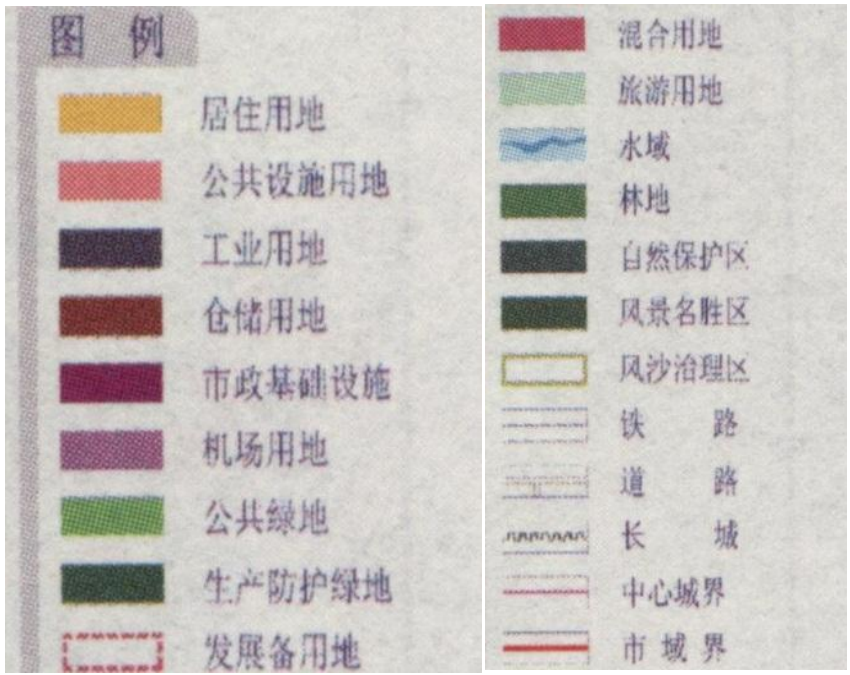 图 例
居住用地
公共设施用地
工业用地
仓储用地
市政基础设施
机场用地
公共绿地
生产防护绿地
发展备用地
混合用地
旅游用地
水域
林地
自然保护区
风景名胜区
风沙治理区
铁 路
道 路
长 城
中心城界
市域界